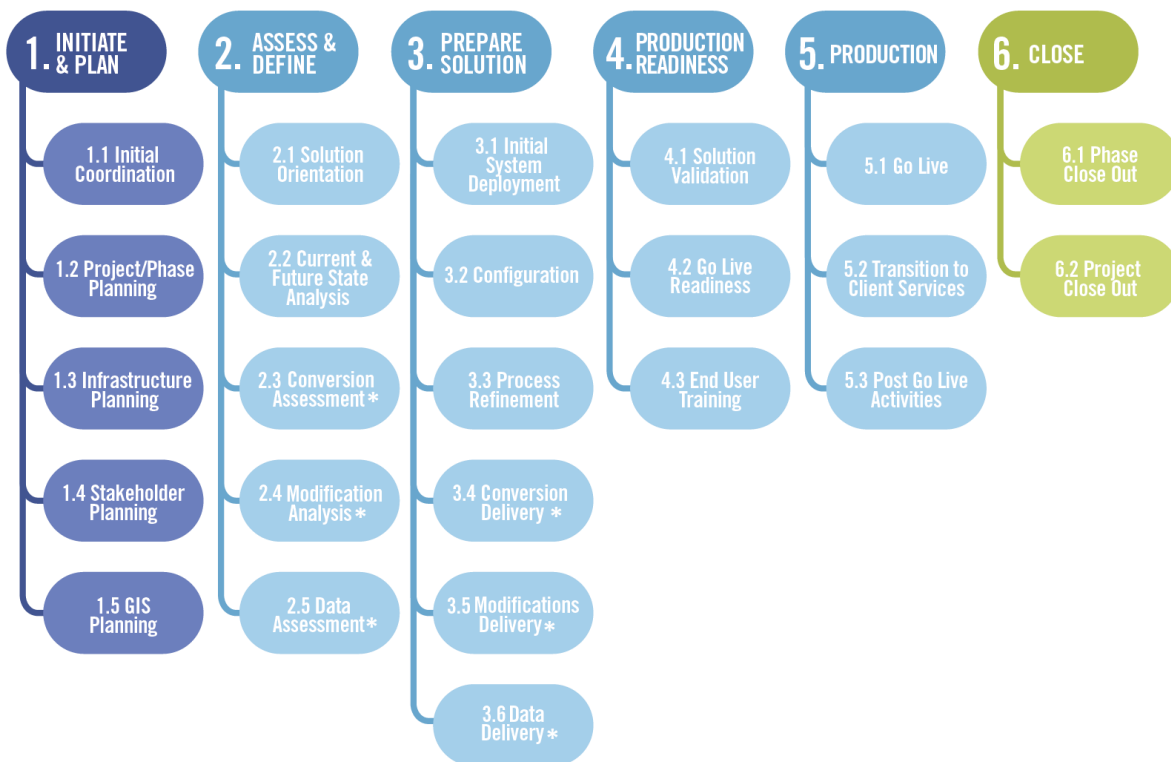 1. INITIATE
& PLAN
1.1 Initial
Coordination
1.2 Project/Phase
Planning
1.3 Infrastructure
Planning
1.4 Stakeholder
Planning
1.5 GIS
Planning
2. ASSESS &
DEFINE
2.1 Solution
Orientation
2.2 Current &
Future State
Analysis
2.3 Conversion
Assessment*
2.4 Modification
Analysis*
2.5 Data
Assessment*
3. PREPARE
SOLUTION
3.1 Initial
System
Deployment
3.2 Configuration
3.3 Process
Refinement
3.4 Conversion
Delivery *
3.5 Modifications
Delivery*
3.6 Data
Delivery*
4. PRODUCTION
READINESS
4.1 Solution
Validation
4.2 Go Live
Readiness
4.3 End User
Training
5. PRODUCTION
5.1 Go Live
5.2 Transition to
Client Services
5.3 Post Go Live
Activities
6. CLOSE
6.1 Phase
Close Out
6.2 Project
Close Out